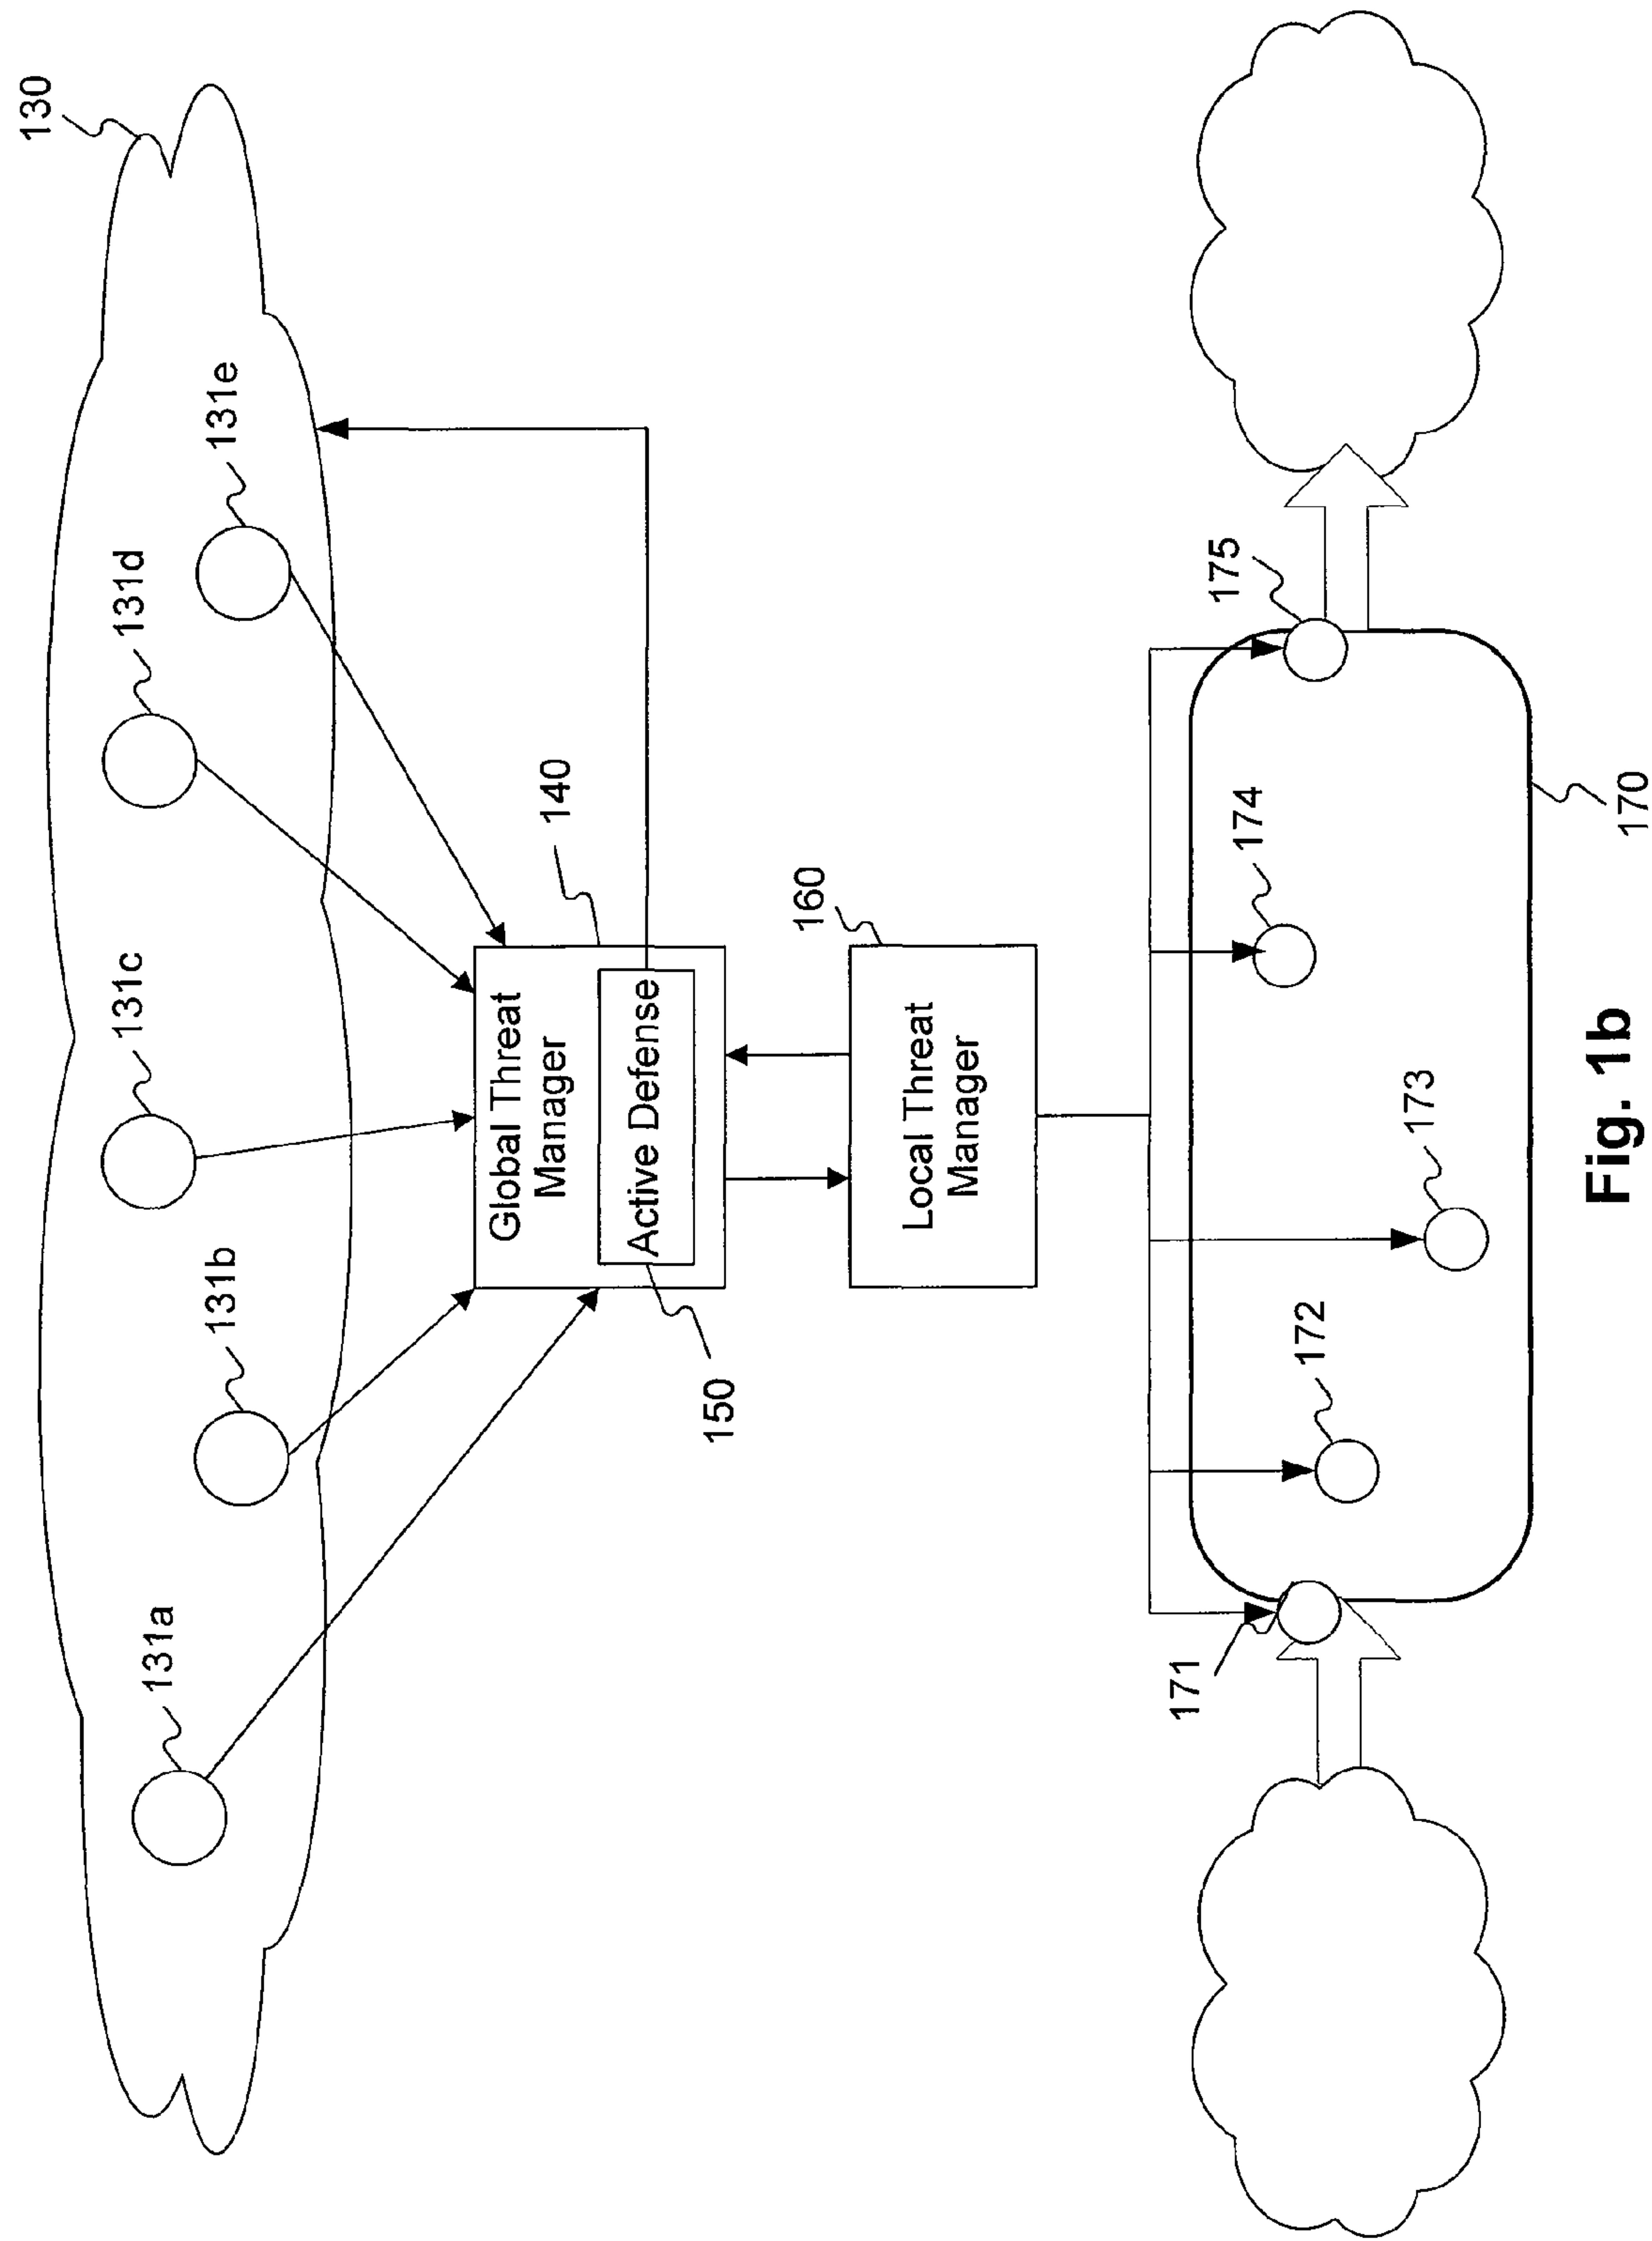 130
131a
131b
131c
131d
131e
140
Global Threat
Manager
Active Defense
150
160
Local Threat
Manager
171
172
173
174
175
170
Fig. 1b